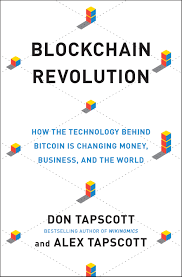 BLOCKCHAIN
REVOLUTION
HOW THE TECHNOLOGY BEHIND
BITCOIN IS CHANGING MONEY,
BUSINESS, AND THE WORLD
DON TAPSCOTT
BESTSELLING AUTHOR OF WIKINOMICS
AND ALEX TAPSCOTT